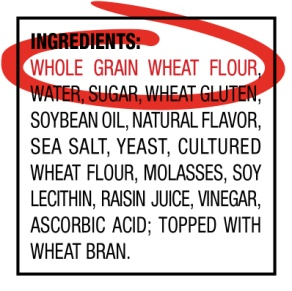 INGREDIENTS:
WHOLE GRAIN WHEAT FLOUR,
WATER, SUGAR, WHEAT GLUTEN,
SOYBEAN OIL, NATURAL FLAVOR,
SEA SALT, YEAST, CULTURED
WHEAT FLOUR, MOLASSES, SOY
LECITHIN, RAISIN JUICE, VINEGAR,
ASCORBIC ACID; TOPPED WITH
WHEAT BRAN.